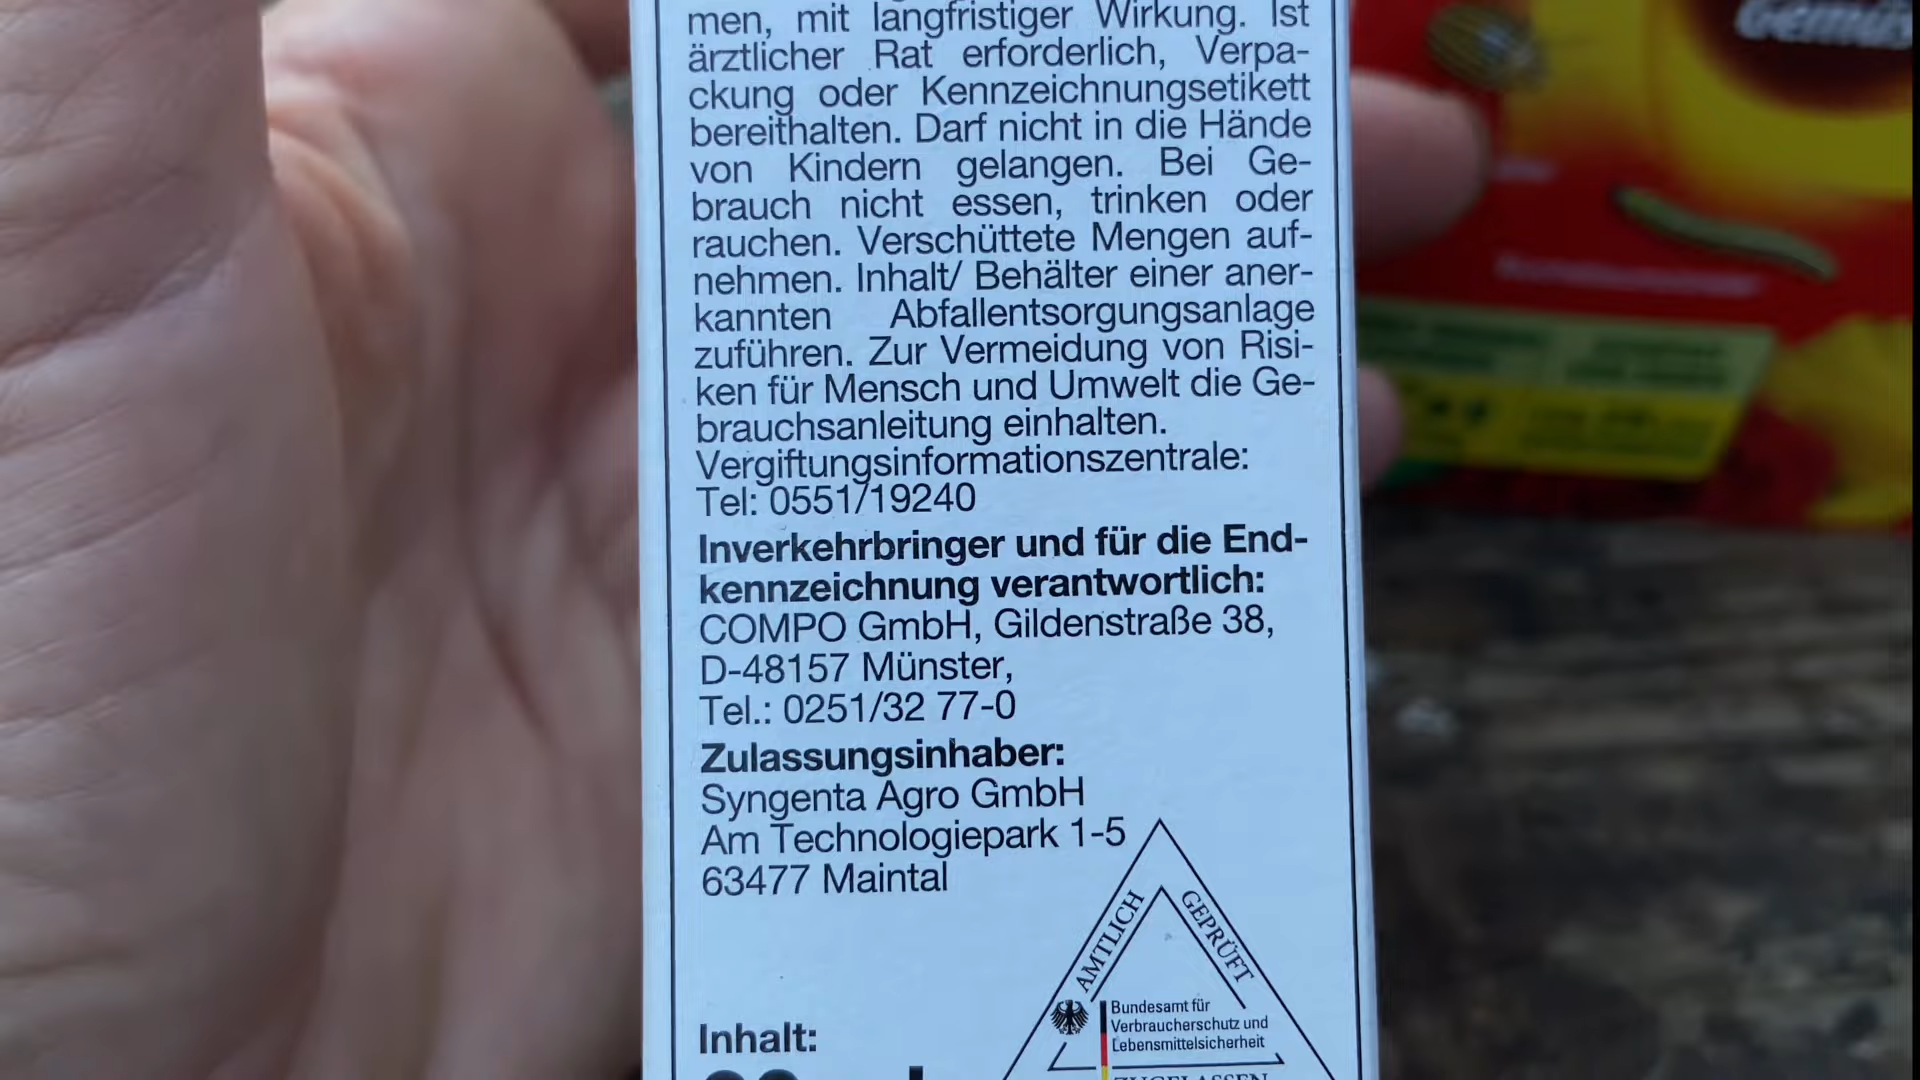 men, mit langfristiger Wirkung. Ist
ärztlicher Rat erforderlich, Verpa-
ckung oder Kennzeichnungsetikett
bereithalten. Darf nicht in die Hände
von Kindern gelangen. Bei Ge-
brauch nicht essen, trinken oder
rauchen. Verschüttete Mengen auf-
nehmen. Inhalt/ Behälter einer aner-
kannten Abfallentsorgungsanlage
zuführen. Zur Vermeidung von Risi-
ken für Mensch und Umwelt die Ge-
brauchsanleitung einhalten.
Vergiftungsinformationszentrale:
Tel: 0551/19240
Inverkehrbringer und für die End-
kennzeichnung verantwortlich:
COMPO GmbH, Gildenstraße 38,
D-48157 Münster,
Tel.: 0251/32 77-0
Zulassungsinhaber:
Syngenta Agro GmbH
Am Technologiepark 1-5
63477 Maintal
AMTLICH GEPRÜFT
Bundesamt für
Verbraucherschutz und
Lebensmittelsicherheit
ZUGELASSEN
Inhalt: